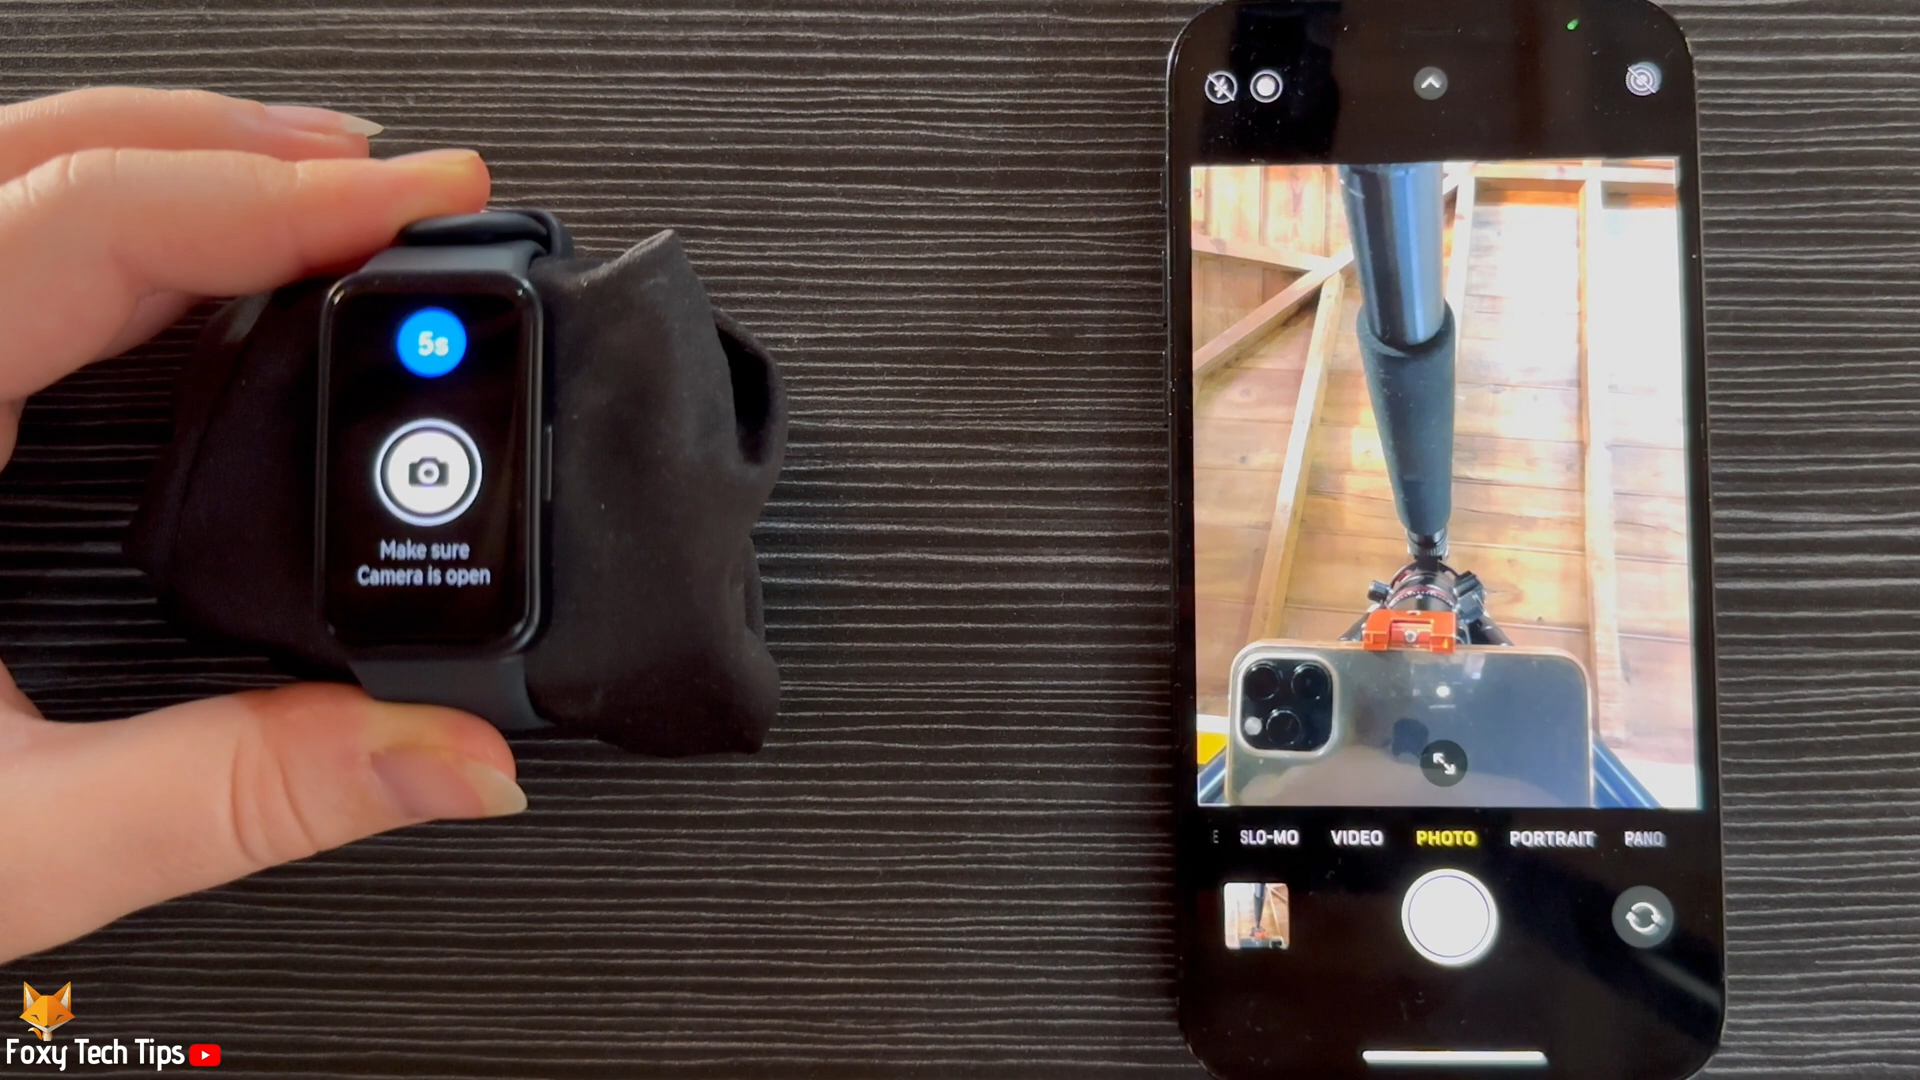 5s
Make sure
Camera is open
E SLO-MO VIDEO PHOTO PORTRAIT PANO
Foxy Tech Tips